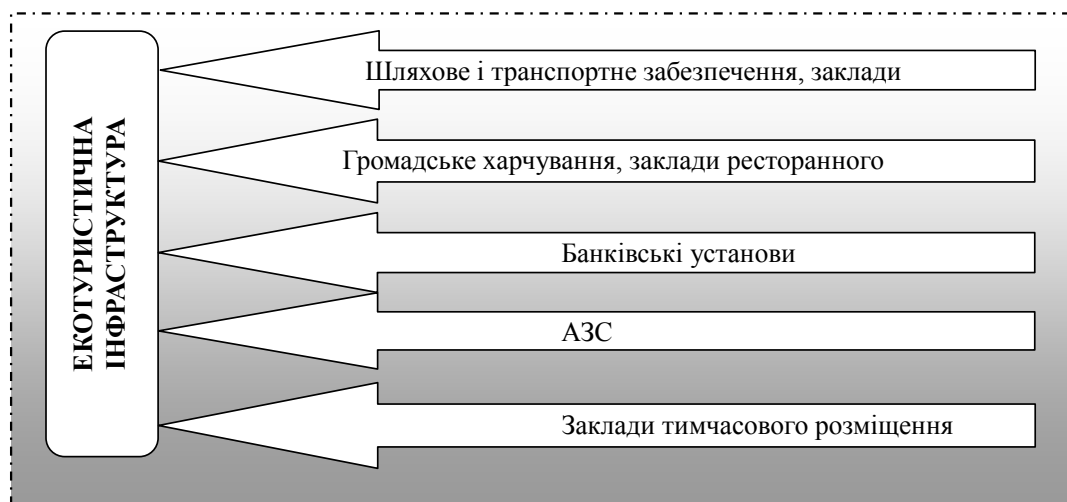 ЕКОТУРИСТИЧНА
ІНФРАСТРУКТУРА
Шляхове і транспортне забезпечення, заклади
Громадське харчування, заклади ресторанного
Банківські установи
АЗС
Заклади тимчасового розміщення